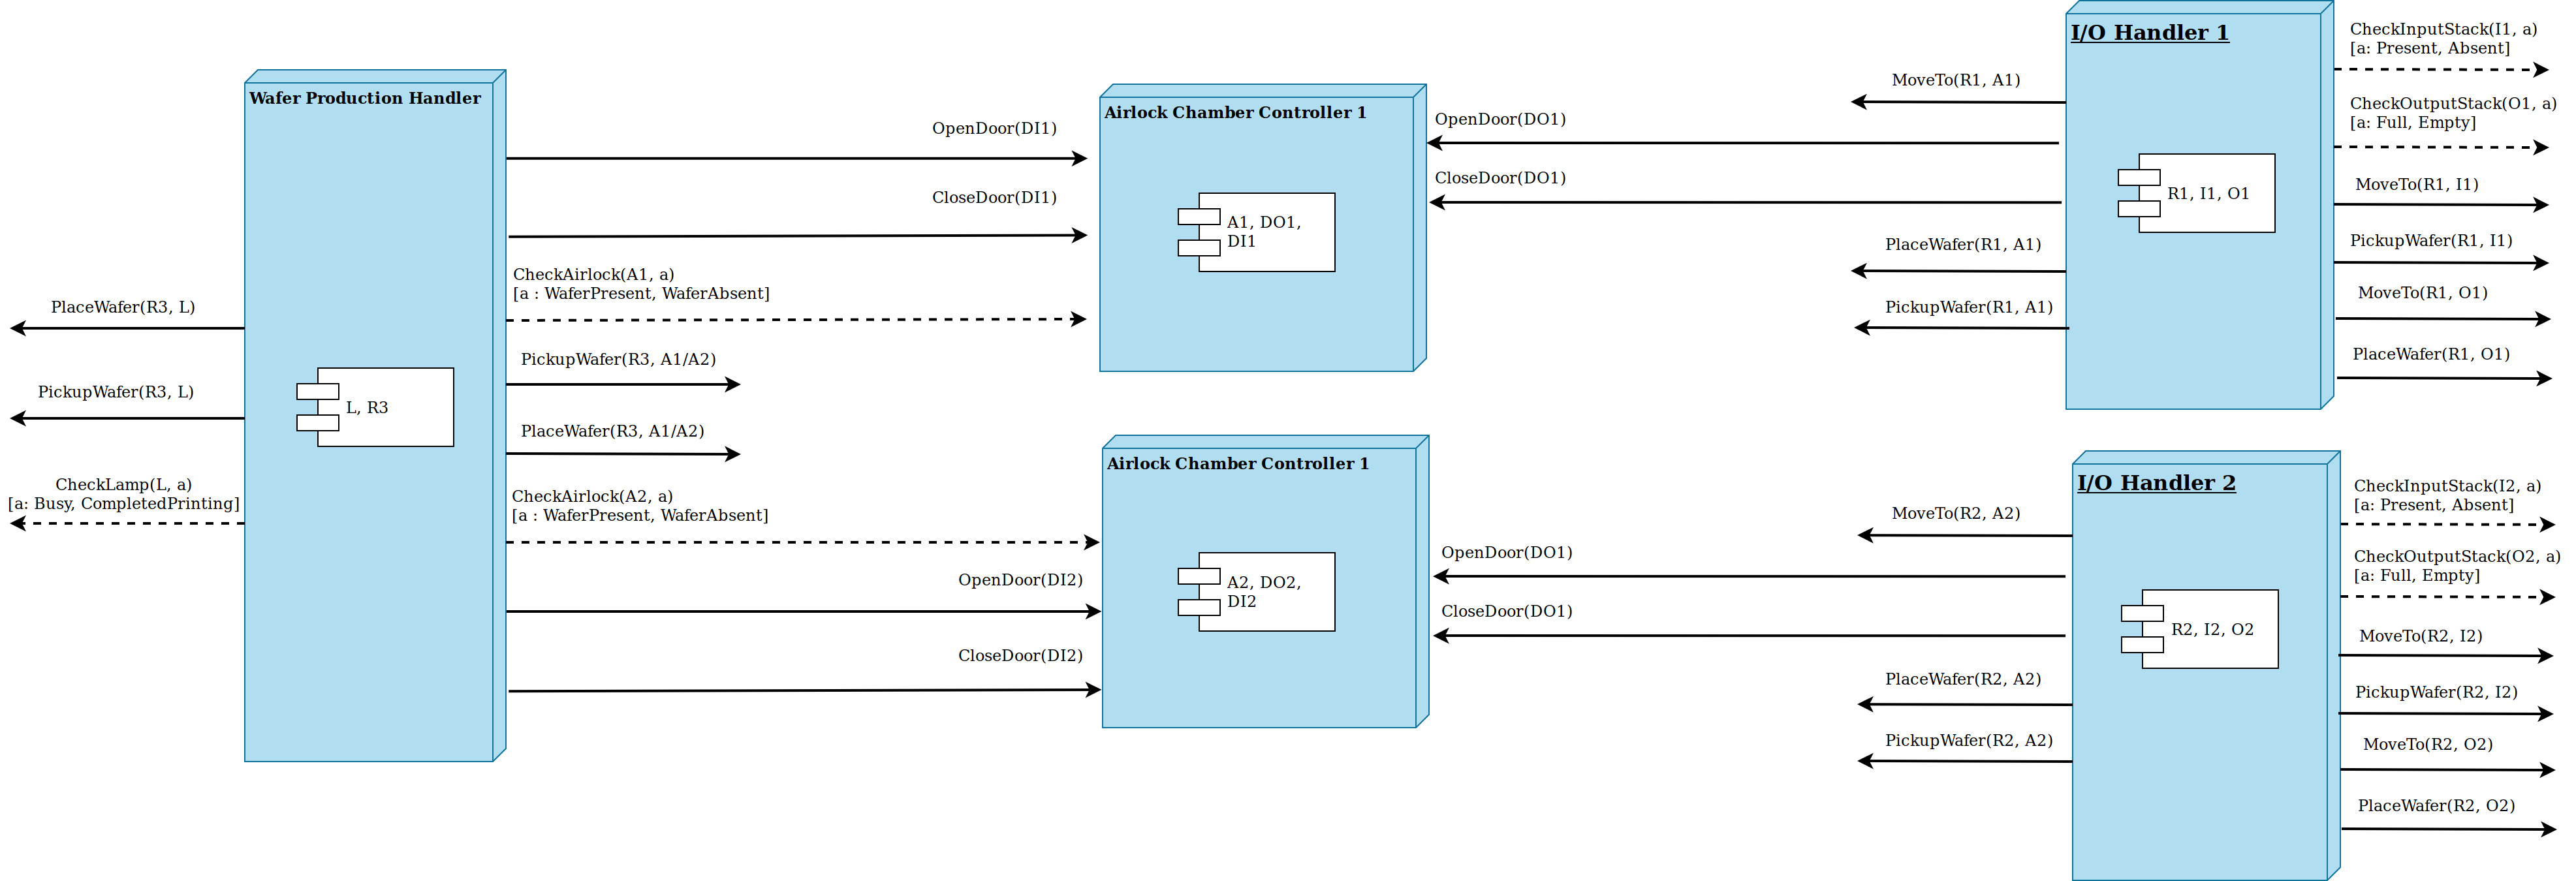 PlaceWafer(R3, L)
PickupWafer(R3, L)
CheckLamp(L, a)
[a: Busy, CompletedPrinting]
Wafer Production Handler
L, R3
OpenDoor(DI1)
CloseDoor(DI1)
CheckAirlock(A1, a)
[a : WaferPresent, WaferAbsent]
PickupWafer(R3, A1/A2)
PlaceWafer(R3, A1/A2)
CheckAirlock(A2, a)
[a : WaferPresent, WaferAbsent]
OpenDoor(DI2)
CloseDoor(DI2)
Airlock Chamber Controller 1
A1, DO1,
DI1
Airlock Chamber Controller 1
A2, DO2,
DI2
MoveTo(R1, A1)
OpenDoor(DO1)
CloseDoor(DO1)
PlaceWafer(R1, A1)
PickupWafer(R1, A1)
MoveTo(R2, A2)
OpenDoor(DO1)
CloseDoor(DO1)
PlaceWafer(R2, A2)
PickupWafer(R2, A2)
I/O Handler 1
R1, I1, O1
CheckInputStack(I1, a)
[a: Present, Absent]
CheckOutputStack(O1, a)
[a: Full, Empty]
MoveTo(R1, I1)
PickupWafer(R1, I1)
MoveTo(R1, O1)
PlaceWafer(R1, O1)
I/O Handler 2
R2, I2, O2
CheckInputStack(I2, a)
[a: Present, Absent]
CheckOutputStack(O2, a)
[a: Full, Empty]
MoveTo(R2, I2)
PickupWafer(R2, I2)
MoveTo(R2, O2)
PlaceWafer(R2, O2)